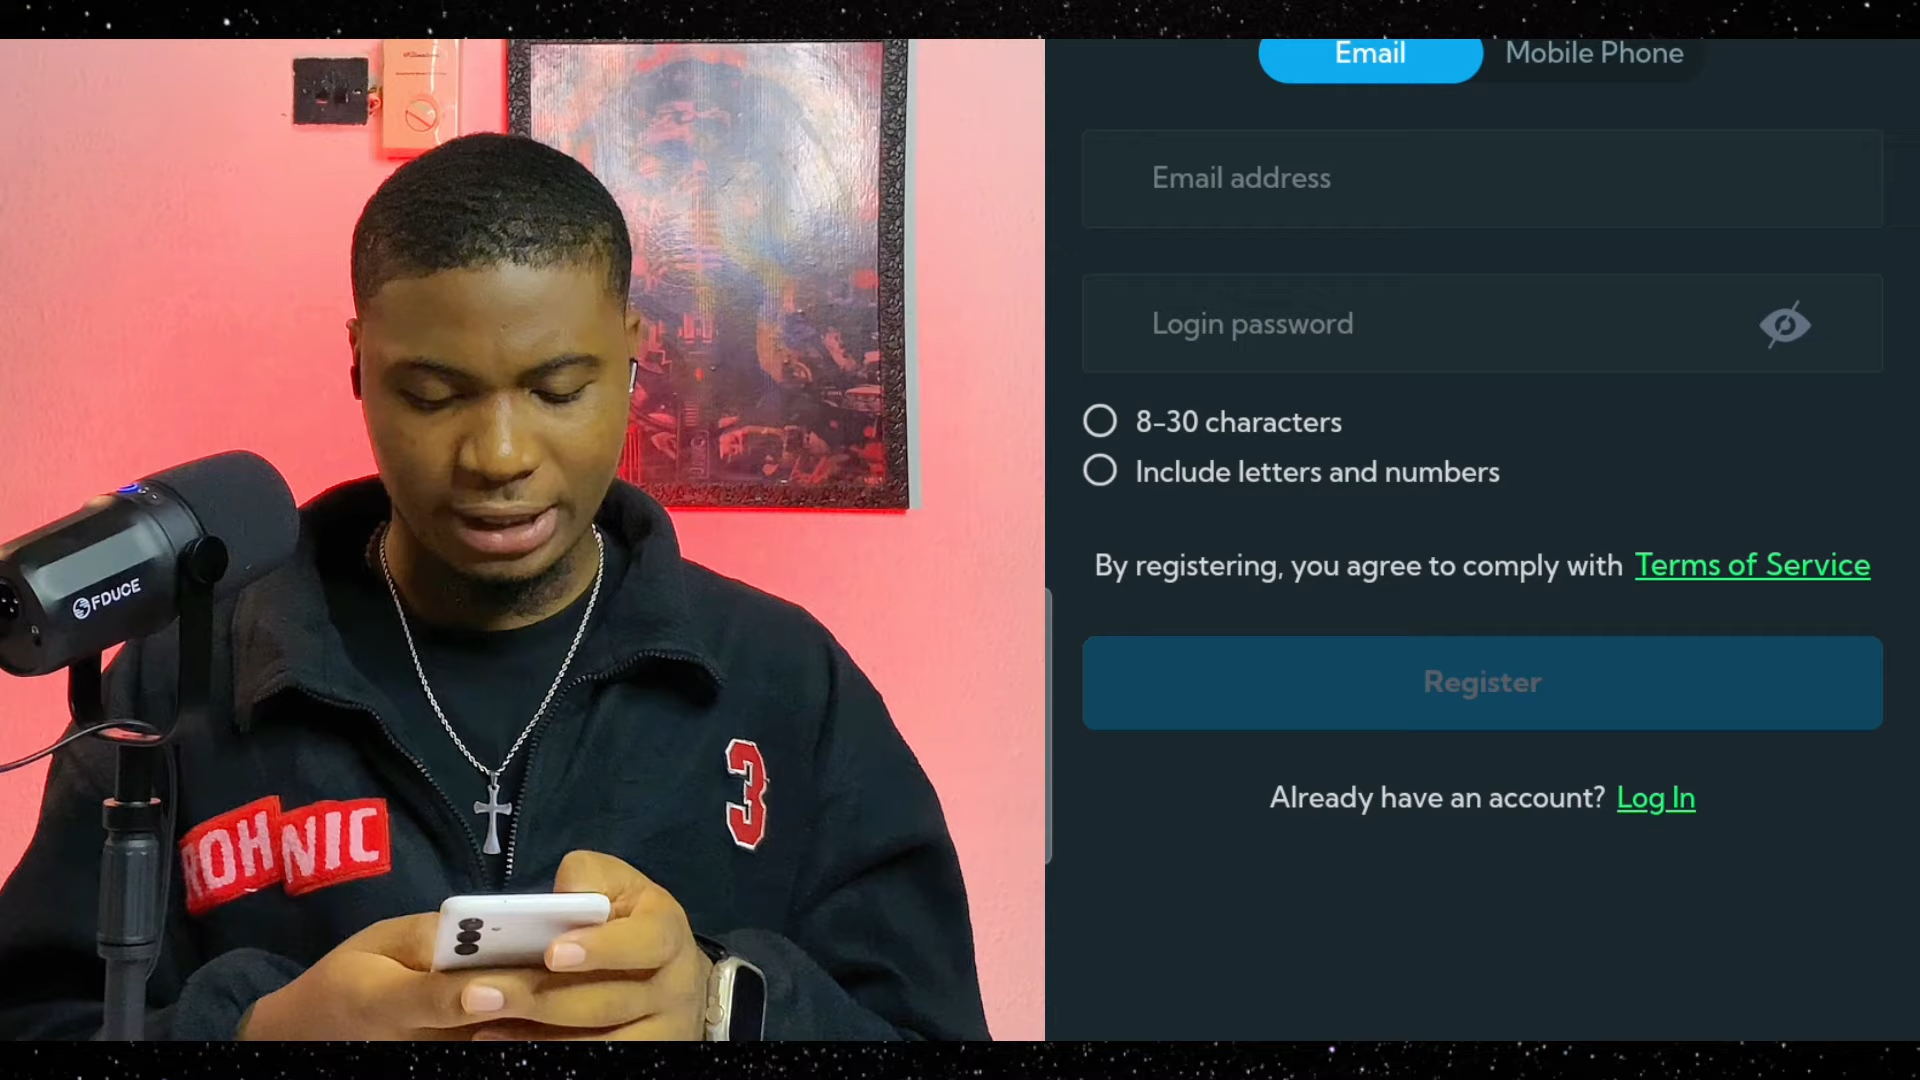 Email
Mobile Phone
Email address
Login password
8-30 characters
Include letters and numbers
By registering, you agree to comply with Terms of Service
Register
Already have an account? Log In
FDUCE
ROHNIC
3